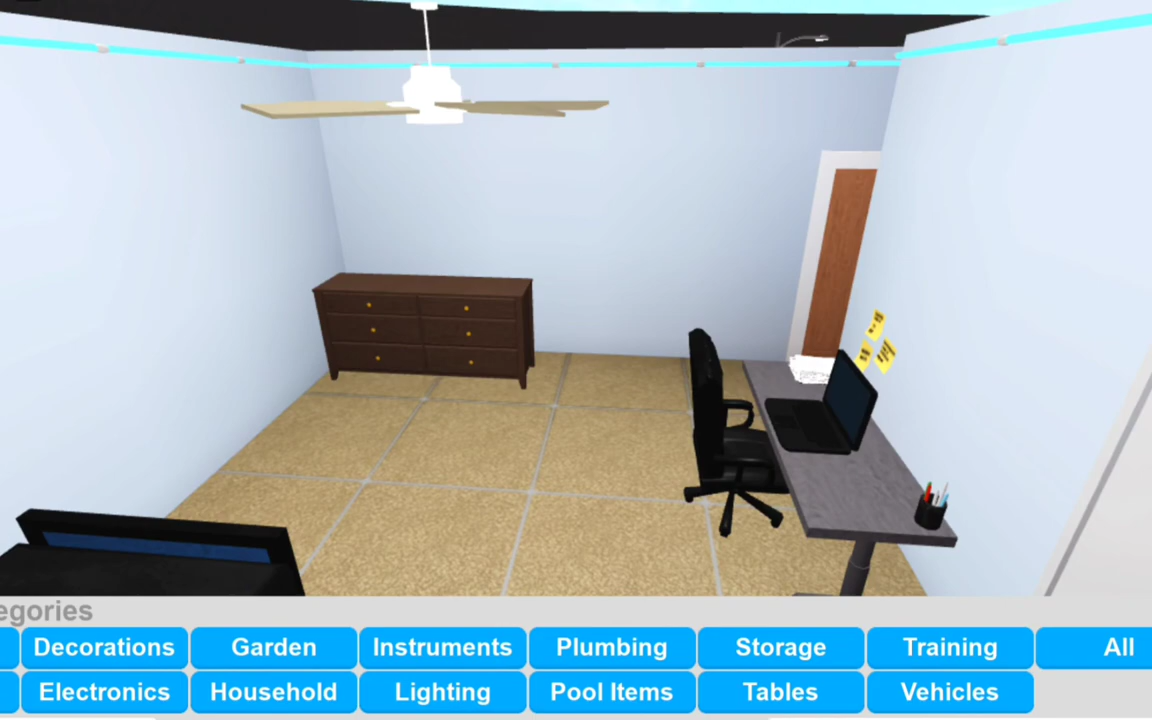 egories
Decorations Garden Instruments Plumbing Storage Training All
Electronics Household Lighting Pool Items Tables Vehicles